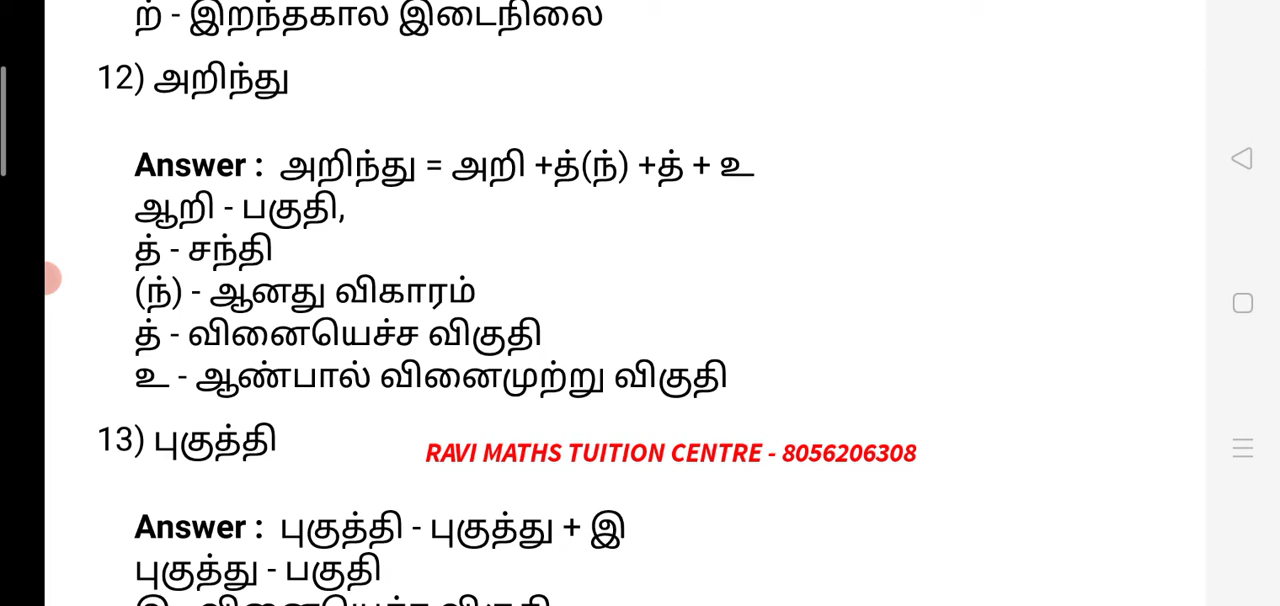 ற் - இறந்தகால இடைநிலை
12) அறிந்து
Answer : அறிந்து = அறி +த்(ந்) +த் + உ
ஆறி - பகுதி,
த் - சந்தி
(ந்) - ஆனது விகாரம்
த் - வினையெச்ச விகுதி
உ - ஆண்பால் வினைமுற்று விகுதி
13) புகுத்தி
RAVI MATHS TUITION CENTRE - 8056206308
Answer : புகுத்தி - புகுத்து + இ
புகுத்து - பகுதி
இ - வினையெச்ச விகுதி